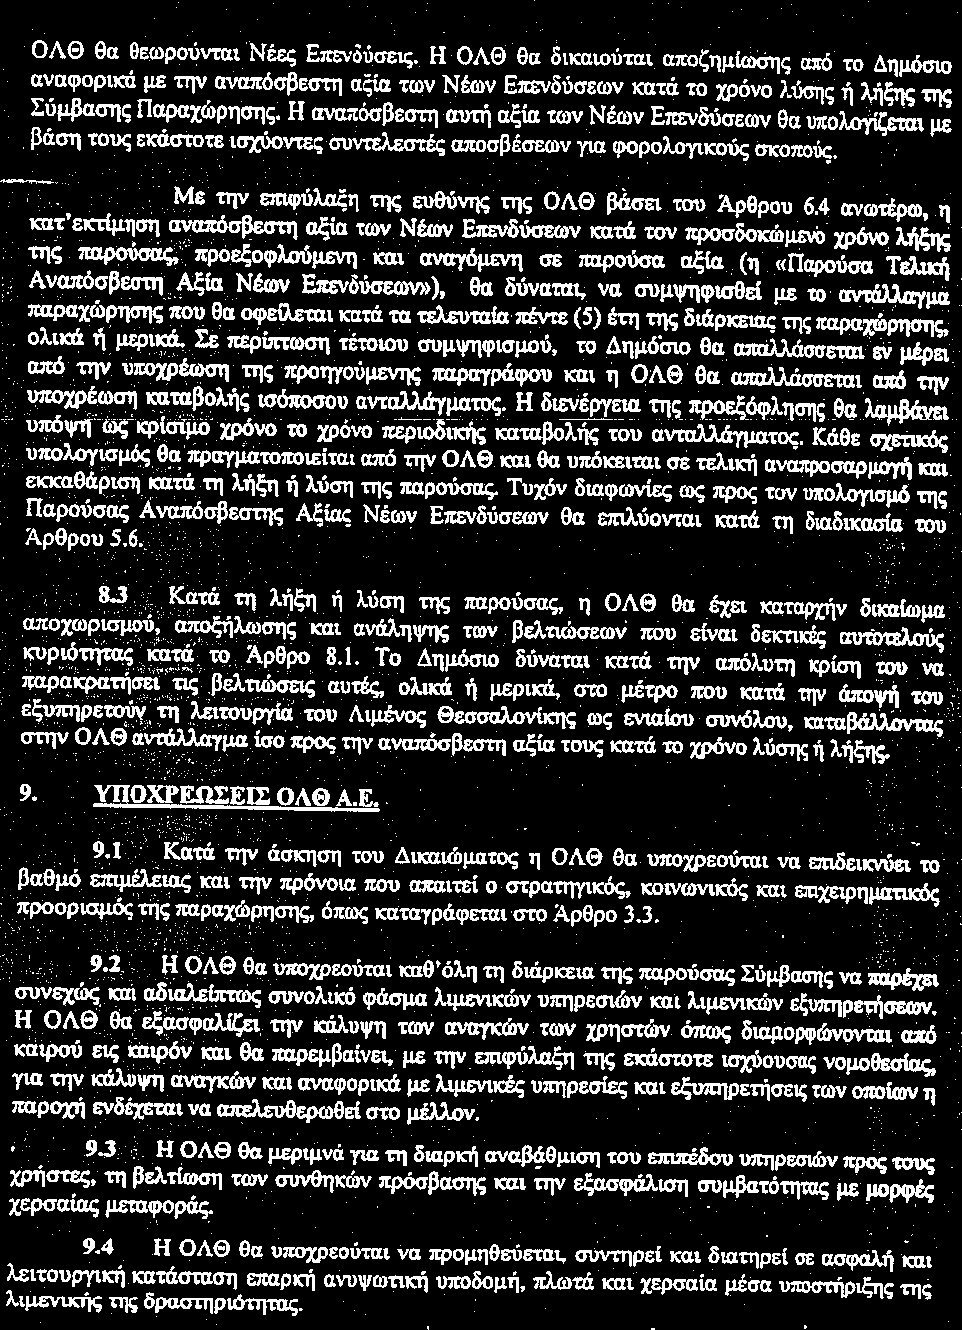 ΟΛΘ θα θεωρούνται Νέες Επενδύσεις. Η ΟΛΘ θα δικαιούται αποζημίωσης από το Δημόσιο
αναφορικά με την αναπόσβεστη αξία των Νέων Επενδύσεων κατά το χρόνο λύσης ή λήξης της
Σύμβασης Παραχώρησης. Η αναπόσβεστη αυτή αξία των Νέων Επενδύσεων θα υπολογίζεται με
βάση τους εκάστοτε ισχύοντες συντελεστές αποσβέσεων για φορολογικούς σκοπούς.
Με την επιφύλαξη της ευθύνης της ΟΛΘ βάσει του Άρθρου 6.4 ανωτέρω, η
κατ’εκτίμηση αναπόσβεστη αξία των Νέων Επενδύσεων κατά τον προσδοκώμενο χρόνο λήξης
της παρούσας, προεξοφλούμενη και αναγόμενη σε παρούσα αξία (η «Παρούσα Τελική
Αναπόσβεστη Αξία Νέων Επενδύσεων»), θα δύναται, να συμψηφισθεί με το αντάλλαγμα
παραχώρησης που θα οφείλεται κατά τα τελευταία πέντε (5) έτη της διάρκειας της παραχώρησης,
ολικά ή μερικά. Σε περίπτωση τέτοιου συμψηφισμού, το Δημόσιο θα απαλλάσσεται εν μέρει
από την υποχρέωση της προηγούμενης παραγράφου και η ΟΛΘ θα απαλλάσσεται από την
υποχρέωση καταβολής ισόποσου ανταλλάγματος. Η διενέργεια της προεξόφλησης θα λαμβάνει
υπόψη ως κρίσιμο χρόνο το χρόνο περιοδικής καταβολής του ανταλλάγματος. Κάθε σχετικός
υπολογισμός θα πραγματοποιείται από την ΟΛΘ και θα υπόκειται σε τελική αναπροσαρμογή και
εκκαθάριση κατά τη λήξη ή λύση της παρούσας. Τυχόν διαφωνίες ως προς τον υπολογισμό της
Παρούσας Αναπόσβεστης Αξίας Νέων Επενδύσεων θα επιλύονται κατά τη διαδικασία του
Άρθρου 5.6.
8.3 Κατά τη λήξη ή λύση της παρούσας, η ΟΛΘ θα έχει καταρχήν δικαίωμα
αποχωρισμού, αποξήλωσης και ανάληψης των βελτιώσεων που είναι δεκτικές αυτοτελούς
κυριότητας κατά το Άρθρο 8.1. Το Δημόσιο δύναται κατά την απόλυτη κρίση του να
παρακρατήσει τις βελτιώσεις αυτές, ολικά ή μερικά, στο μέτρο που κατά την άποψή του
εξυπηρετούν τη λειτουργία του Λιμένος Θεσσαλονίκης ως ενιαίου συνόλου, καταβάλλοντας
στην ΟΛΘ αντάλλαγμα ίσο προς την αναπόσβεστη αξία τους κατά το χρόνο λύσης ή λήξης.
9. ΥΠΟΧΡΕΩΣΕΙΣ ΟΛΘ Α.Ε.
9.1 Κατά την άσκηση του Δικαιώματος η ΟΛΘ θα υποχρεούται να επιδεικνύει το
βαθμό επιμέλειας και την πρόνοια που απαιτεί ο στρατηγικός, κοινωνικός και επιχειρηματικός
προορισμός της παραχώρησης, όπως καταγράφεται στο Άρθρο 3.3.
9.2 Η ΟΛΘ θα υποχρεούται καθ’όλη τη διάρκεια της παρούσας Σύμβασης να παρέχει
συνεχώς και αδιαλείπτως συνολικό φάσμα λιμενικών υπηρεσιών και λιμενικών εξυπηρετήσεων.
Η ΟΛΘ θα εξασφαλίζει την κάλυψη των αναγκών των χρηστών όπως διαμορφώνονται από
καιρού εις καιρόν και θα παρεμβαίνει, με την επιφύλαξη της εκάστοτε ισχύουσας νομοθεσίας,
για την κάλυψη αναγκών και αναφορικά με λιμενικές υπηρεσίες και εξυπηρετήσεις των οποίων η
παροχή ενδέχεται να απελευθερωθεί στο μέλλον.
9.3 Η ΟΛΘ θα μεριμνά για τη διαρκή αναβάθμιση του επιπέδου υπηρεσιών προς τους
χρήστες, τη βελτίωση των συνθηκών πρόσβασης και την εξασφάλιση συμβατότητας με μορφές
χερσαίας μεταφοράς.
9.4 Η ΟΛΘ θα υποχρεούται να προμηθεύεται, συντηρεί και διατηρεί σε ασφαλή και
λειτουργική κατάσταση επαρκή ανυψωτική υποδομή, πλωτά και χερσαία μέσα υποστήριξης της
λιμενικής της δραστηριότητας.